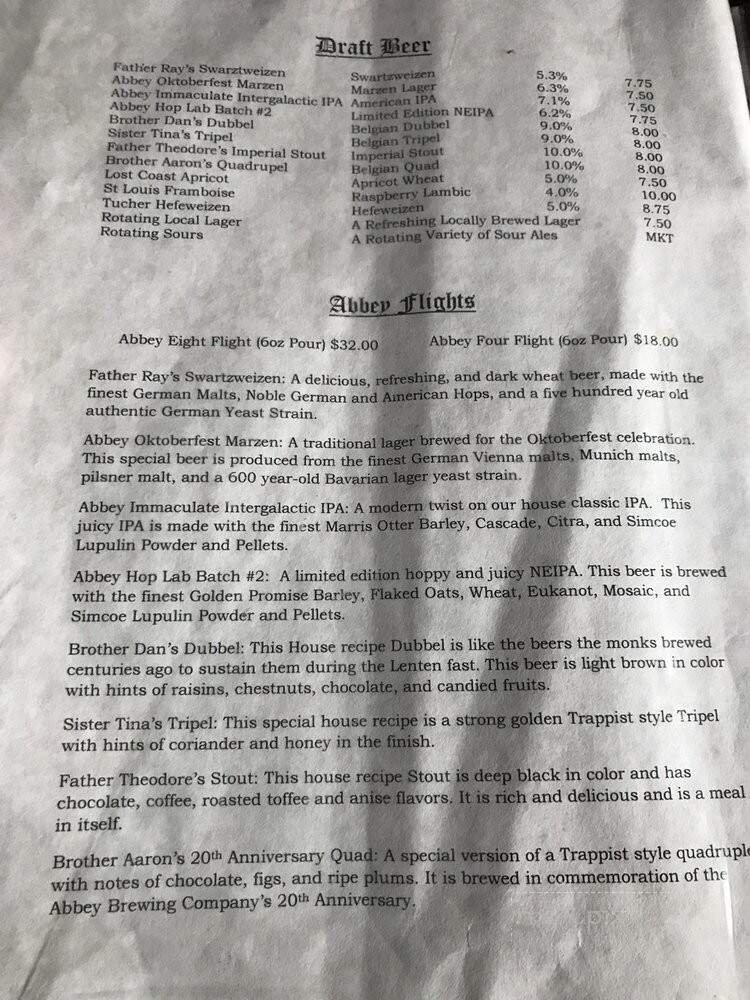 Draft Beer
Father Ray's Swarztweizen Swartzweizen 5.3% 7.75
Abbey Oktoberfest Marzen Marzen Lager 6.3% 7.50
Abbey Immaculate Intergalactic IPA American IPA 7.1% 7.50
Abbey Hop Lab Batch #2 Limited Edition NEIPA 6.2% 7.75
Brother Dan's Dubbel Belgian Dubbel 9.0% 8.00
Sister Tina's Tripel Belgian Tripel 9.0% 8.00
Father Theodore's Imperial Stout Imperial Stout 10.0% 8.00
Brother Aaron's Quadrupel Belgian Quad 10.0% 8.00
Lost Coast Apricot Apricot Wheat 5.0% 7.50
St Louis Framboise Raspberry Lambic 4.0% 10.00
Tucher Hefeweizen Hefeweizen 5.0% 8.75
Rotating Local Lager A Refreshing Locally Brewed Lager 7.50
Rotating Sours A Rotating Variety of Sour Ales MKT
Abbey Flights
Abbey Eight Flight (6oz Pour) $32.00 Abbey Four Flight (6oz Pour) $18.00
Father Ray's Swartzweizen: A delicious, refreshing, and dark wheat beer, made with the
finest German Malts, Noble German and American Hops, and a five hundred year old
authentic German Yeast Strain.
Abbey Oktoberfest Marzen: A traditional lager brewed for the Oktoberfest celebration.
This special beer is produced from the finest German Vienna malts, Munich malts,
pilsner malt, and a 600 year-old Bavarian lager yeast strain.
Abbey Immaculate Intergalactic IPA: A modern twist on our house classic IPA. This
juicy IPA is made with the finest Marris Otter Barley, Cascade, Citra, and Simcoe
Lupulin Powder and Pellets.
Abbey Hop Lab Batch #2: A limited edition hoppy and juicy NEIPA. This beer is brewed
with the finest Golden Promise Barley, Flaked Oats, Wheat, Eukanot, Mosaic, and
Simcoe Lupulin Powder and Pellets.
Brother Dan's Dubbel: This House recipe Dubbel is like the beers the monks brewed
centuries ago to sustain them during the Lenten fast. This beer is light brown in color
with hints of raisins, chestnuts, chocolate, and candied fruits.
Sister Tina's Tripel: This special house recipe is a strong golden Trappist style Tripel
with hints of coriander and honey in the finish.
Father Theodore's Stout: This house recipe Stout is deep black in color and has
chocolate, coffee, roasted toffee and anise flavors. It is rich and delicious and is a meal
in itself.
Brother Aaron's 20th Anniversary Quad: A special version of a Trappist style quadruple
with notes of chocolate, figs, and ripe plums. It is brewed in commemoration of the
Abbey Brewing Company's 20th Anniversary.